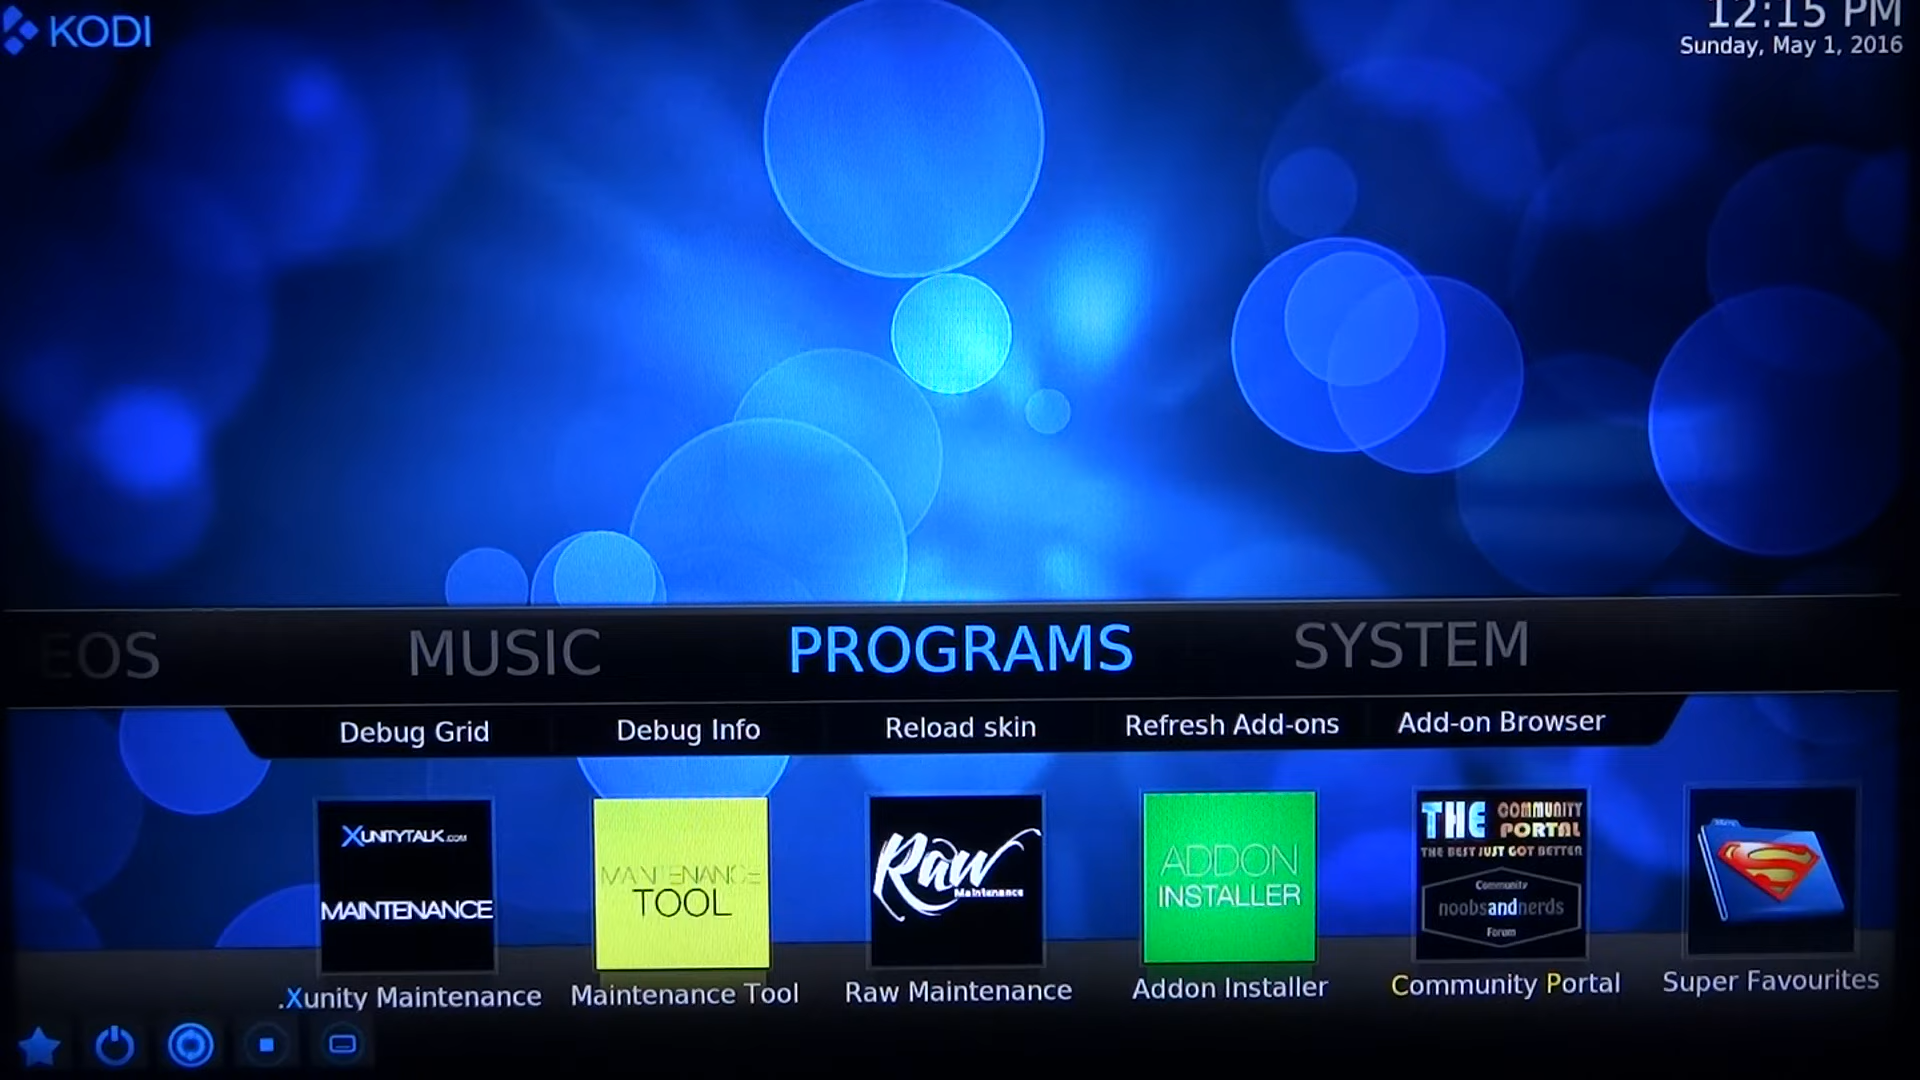 KODI
12:15 PM
Sunday, May 1, 2016
EOS
MUSIC
PROGRAMS
SYSTEM
Debug Grid
Debug Info
Reload skin
Refresh Add-ons
Add-on Browser
XUNITYTALK.COM
MAINTENANCE
MAINTENANCE
TOOL
Raw
Maintenance
ADDON
INSTALLER
THE COMMUNITY
PORTAL
THE BEST JUST GOT BETTER
Community
noobsandnerds
Forum
.Xunity Maintenance
Maintenance Tool
Raw Maintenance
Addon Installer
Community Portal
Super Favourites